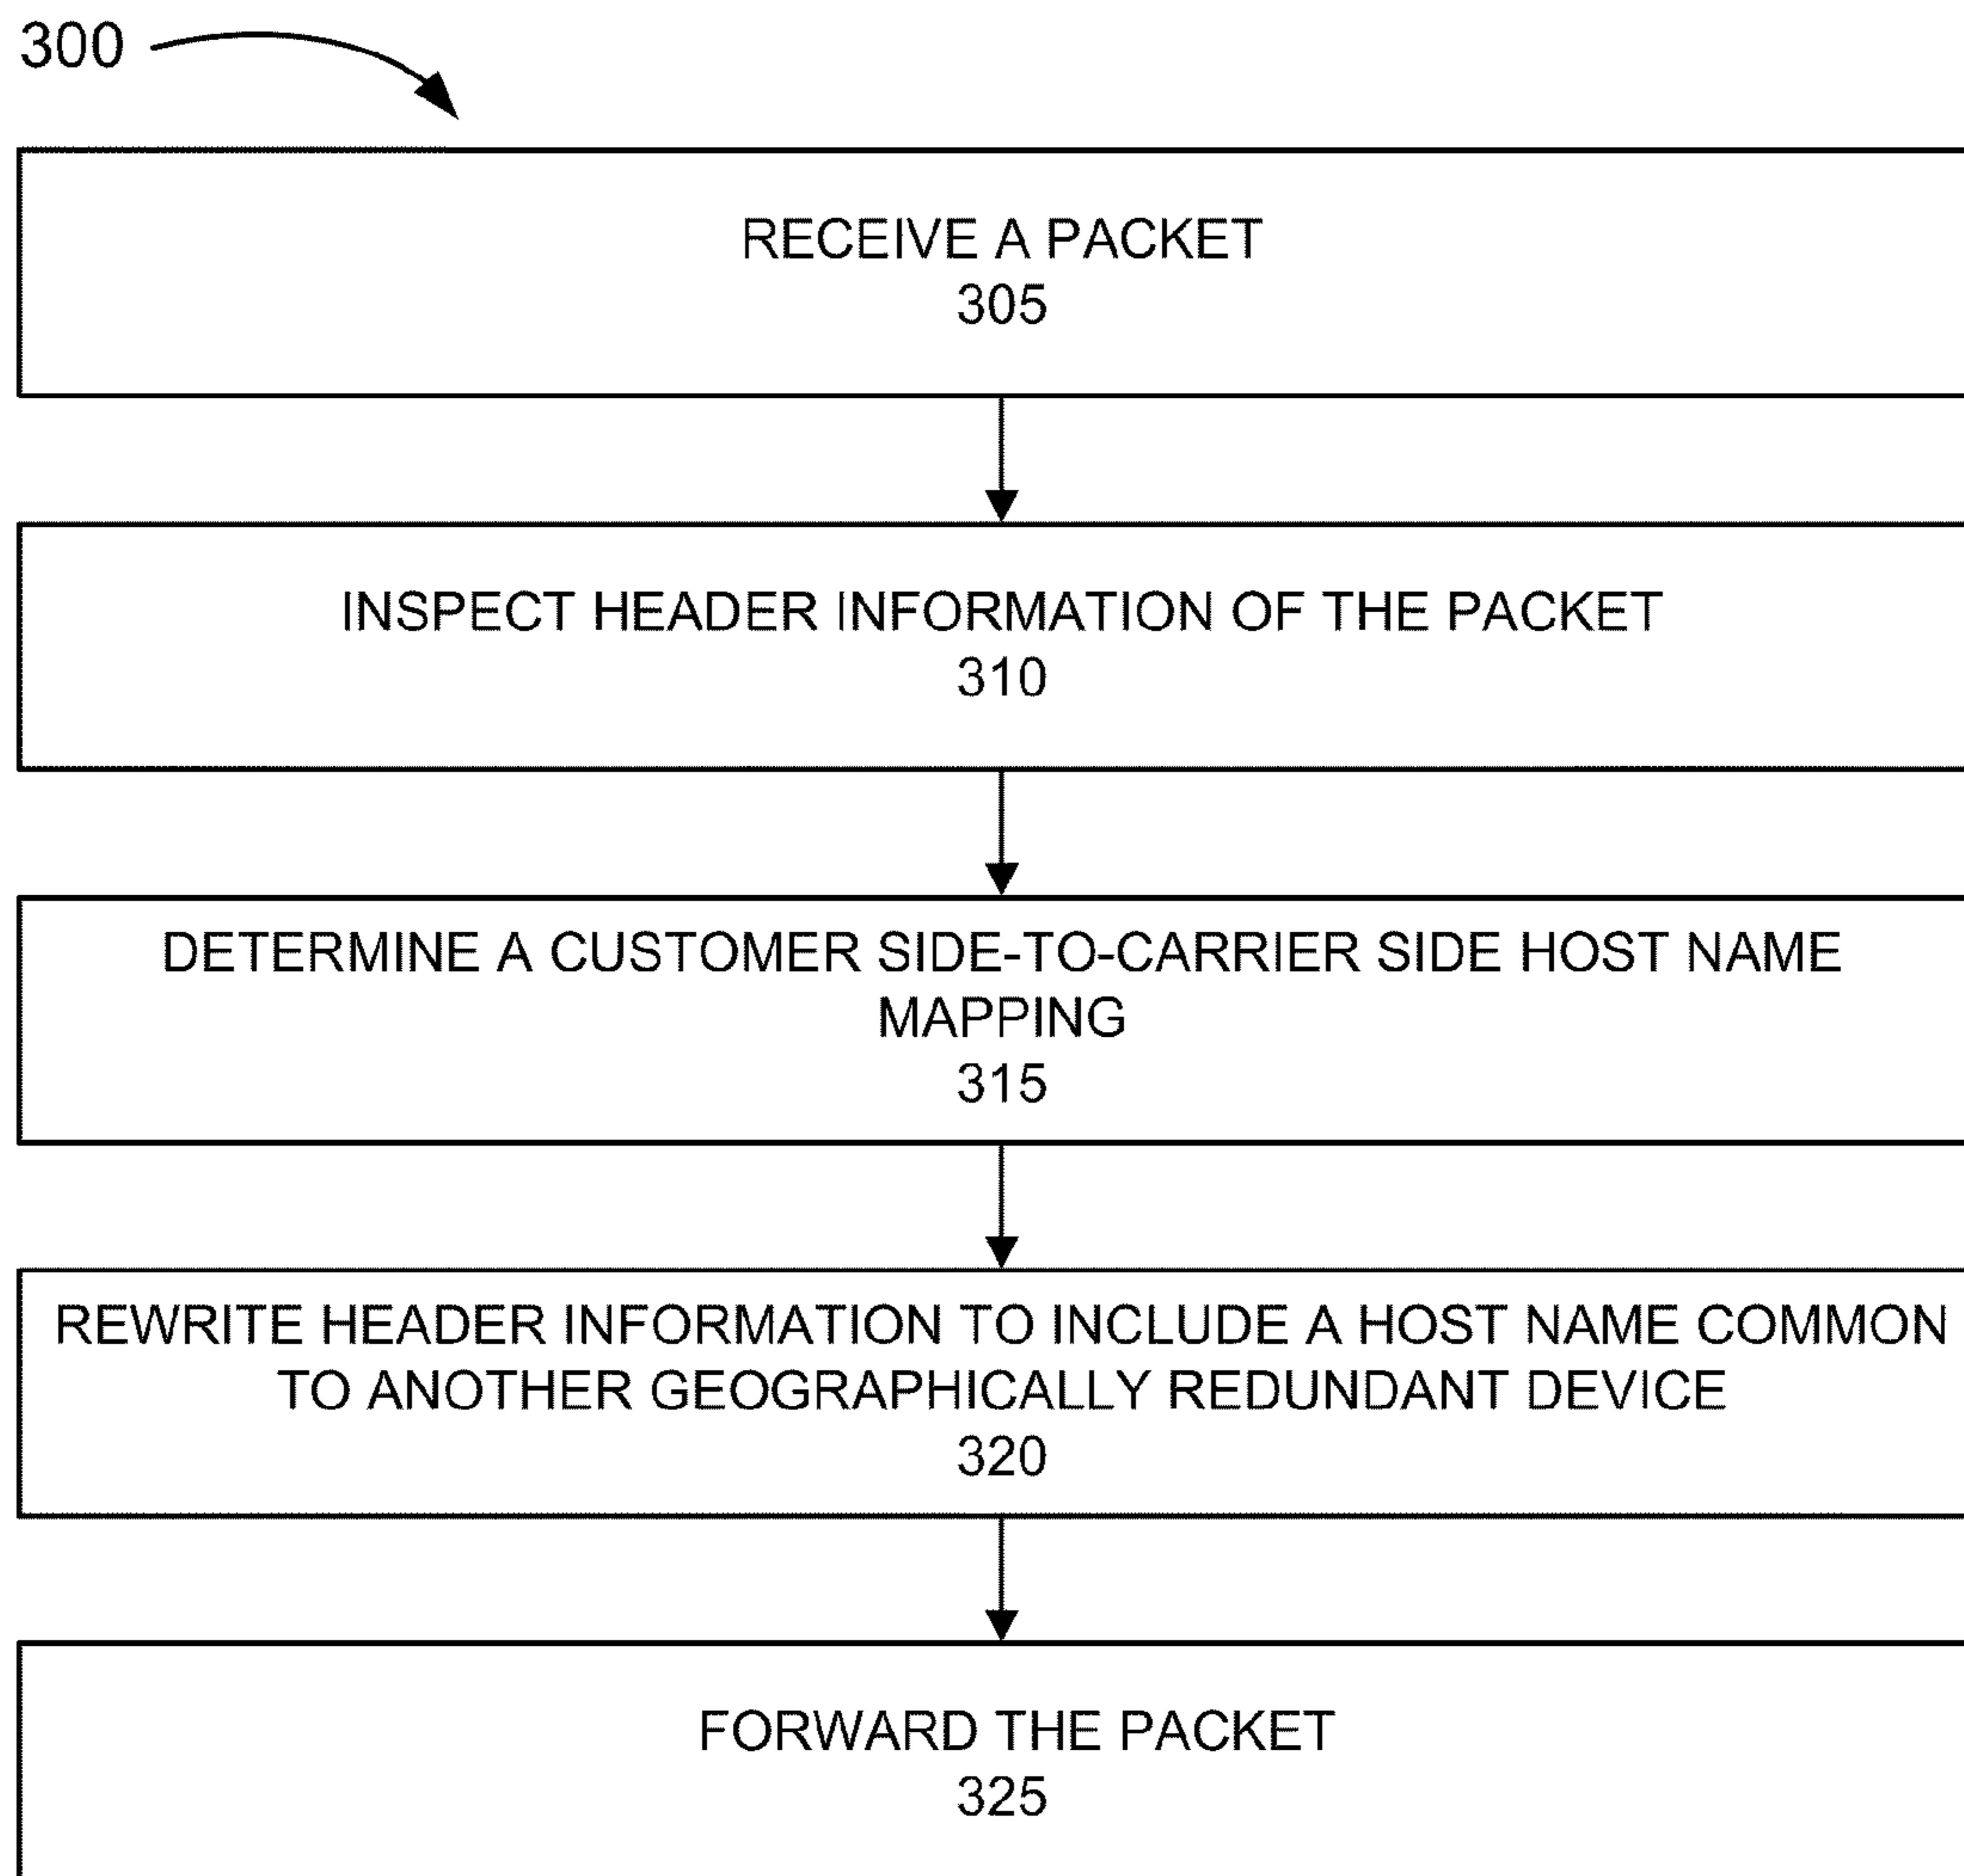 300
RECEIVE A PACKET
305
INSPECT HEADER INFORMATION OF THE PACKET
310
DETERMINE A CUSTOMER SIDE-TO-CARRIER SIDE HOST NAME
MAPPING
315
REWRITE HEADER INFORMATION TO INCLUDE A HOST NAME COMMON
TO ANOTHER GEOGRAPHICALLY REDUNDANT DEVICE
320
FORWARD THE PACKET
325